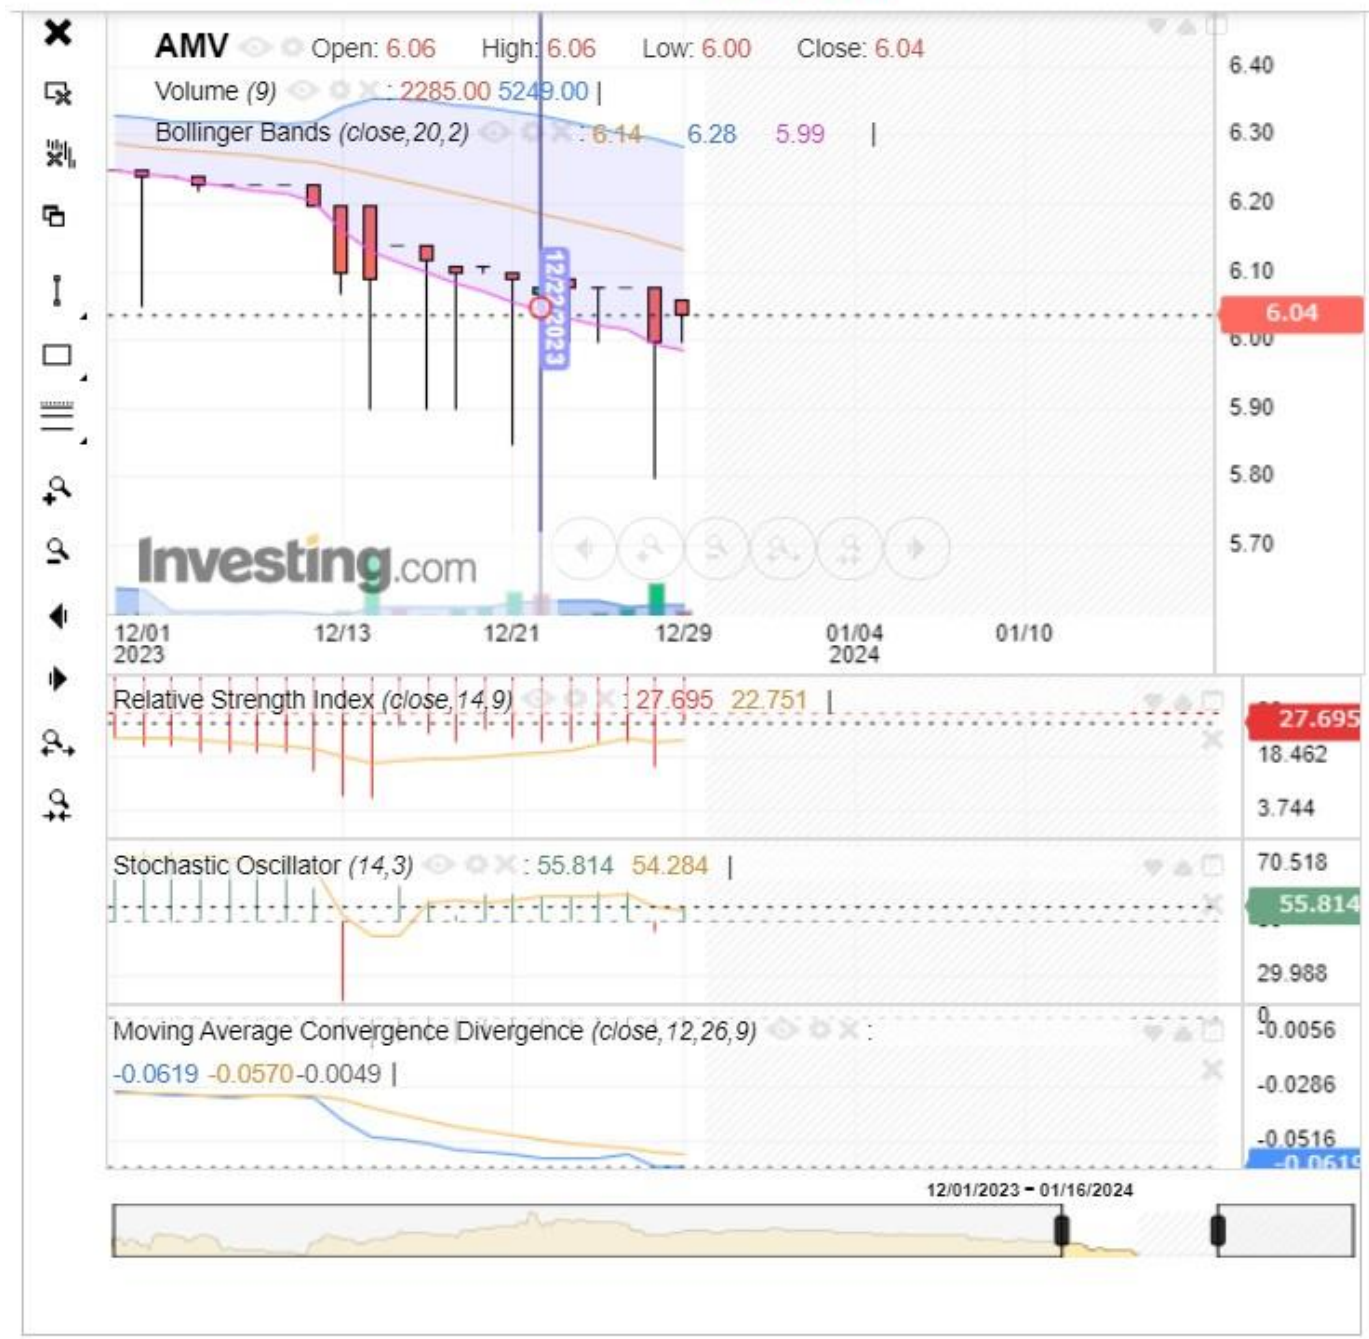 AMV Open: 6.06 High: 6.06 Low: 6.00 Close: 6.04
Volume (9) : 2285.00 5249.00 |
Bollinger Bands (close,20,2) : 6.14 6.28 5.99 |
6.40
6.30
6.20
6.10
6.04
6.00
5.90
5.80
5.70
12/22/2023
Investing.com
12/01 12/13 12/21 12/29 01/04 01/10
2023 2024
Relative Strength Index (close,14,9) : 27.695 22.751 |
27.695
18.462
3.744
Stochastic Oscillator (14,3) : 55.814 54.284 |
70.518
55.814
29.988
Moving Average Convergence Divergence (close,12,26,9) :
-0.0619 -0.0570 -0.0049 |
0
-0.0056
-0.0286
-0.0516
-0.0619
12/01/2023 - 01/16/2024